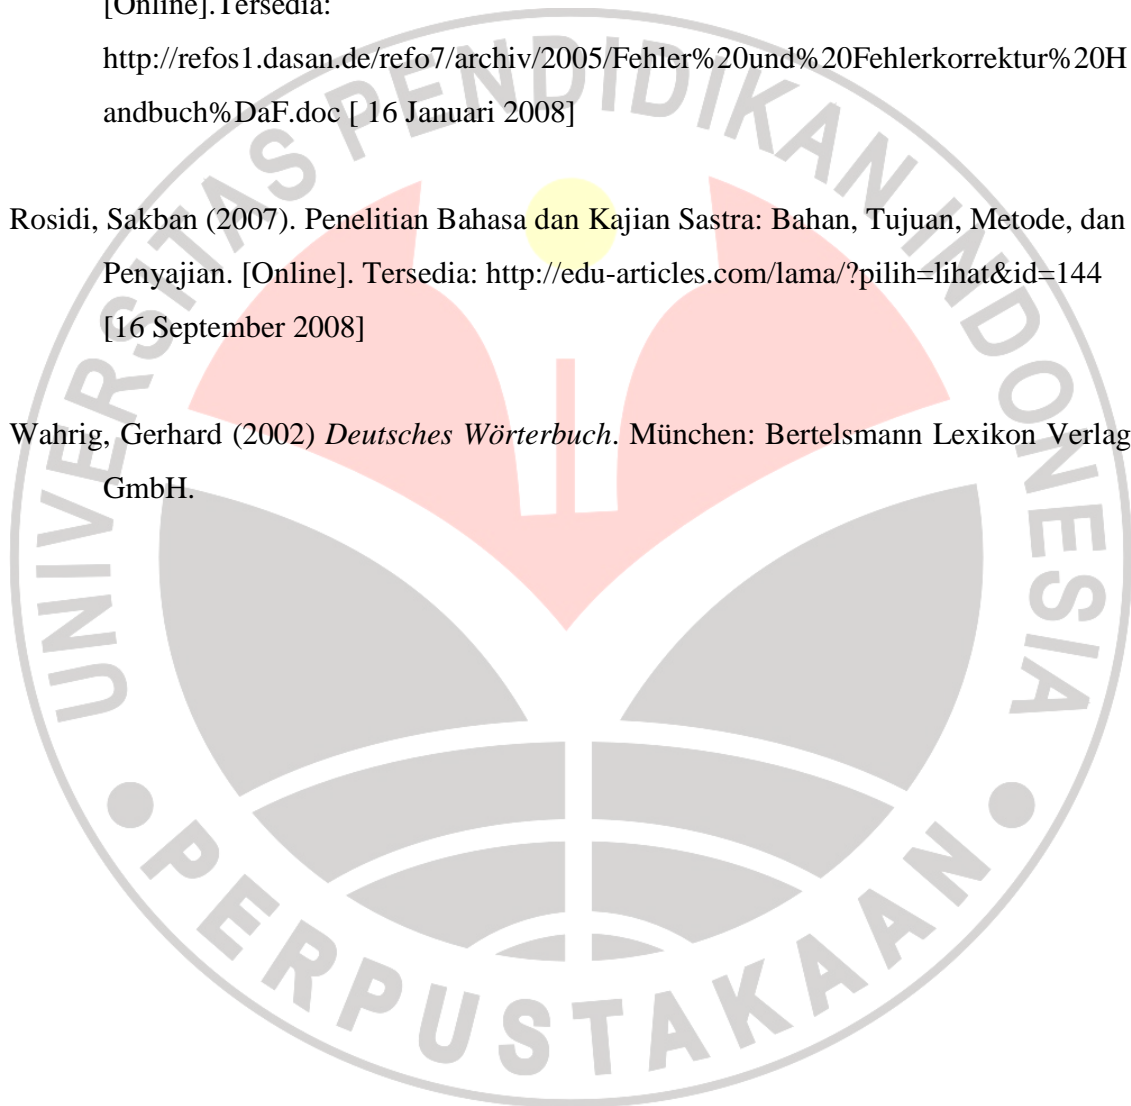 [Online].Tersedia:
http://refos1.dasan.de/refo7/archiv/2005/Fehler%20und%20Fehlerkorrektur%20H
andbuch%DaF.doc [ 16 Januari 2008]
Rosidi, Sakban (2007). Penelitian Bahasa dan Kajian Sastra: Bahan, Tujuan, Metode, dan
Penyajian. [Online]. Tersedia: http://edu-articles.com/lama/?pilih=lihat&id=144
[16 September 2008]
Wahrig, Gerhard (2002) Deutsches Wörterbuch. München: Bertelsmann Lexikon Verlag
GmbH.
UNIVERSITAS PENDIDIKAN INDONESIA
PERPUSTAKAAN